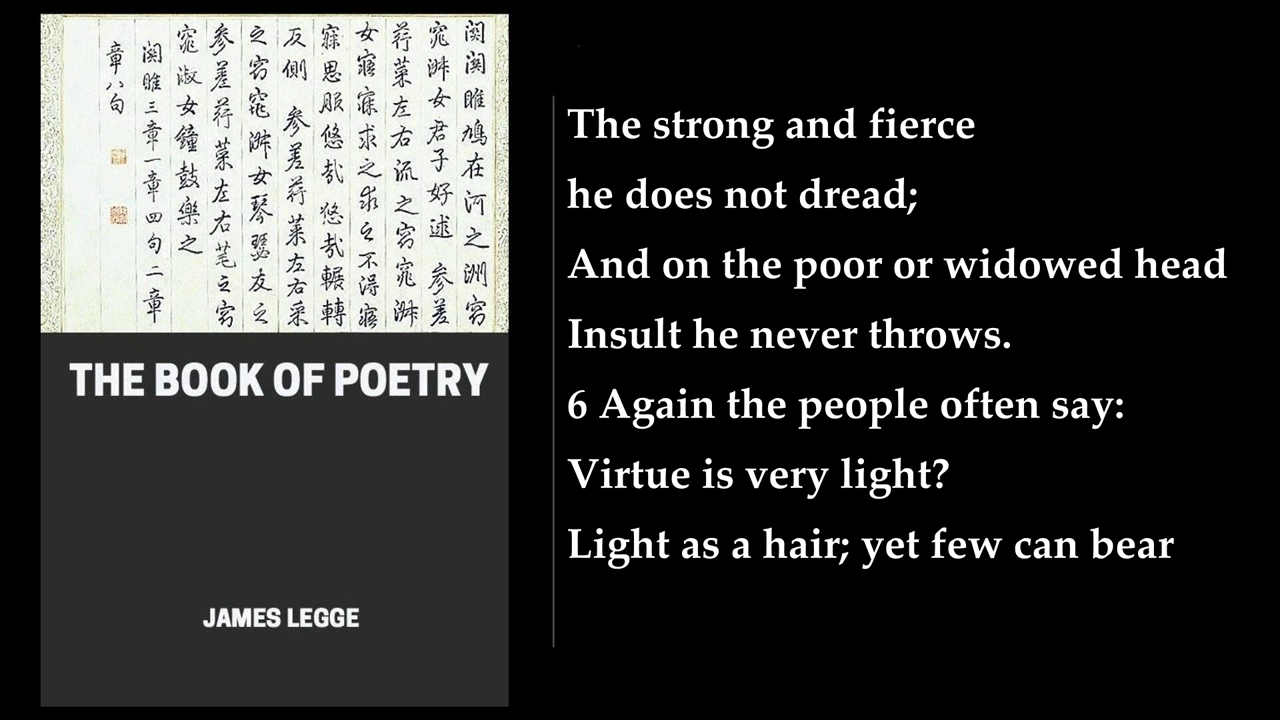 関関雎鳩在河之洲窈
窕淑女君子好逑 参差
荇菜左右流之窈窕淑
女寤寐求之求之不得寤
寐思服悠哉悠哉輾轉
反側 参差荇菜左右采
之窈窕淑女琴瑟友之
参差荇菜左右芼之窈
窕淑女鐘鼓樂之
関雎三章一章四句二章
章八句
THE BOOK OF POETRY
JAMES LEGGE
The strong and fierce
he does not dread;
And on the poor or widowed head
Insult he never throws.
6 Again the people often say:
Virtue is very light?
Light as a hair; yet few can bear